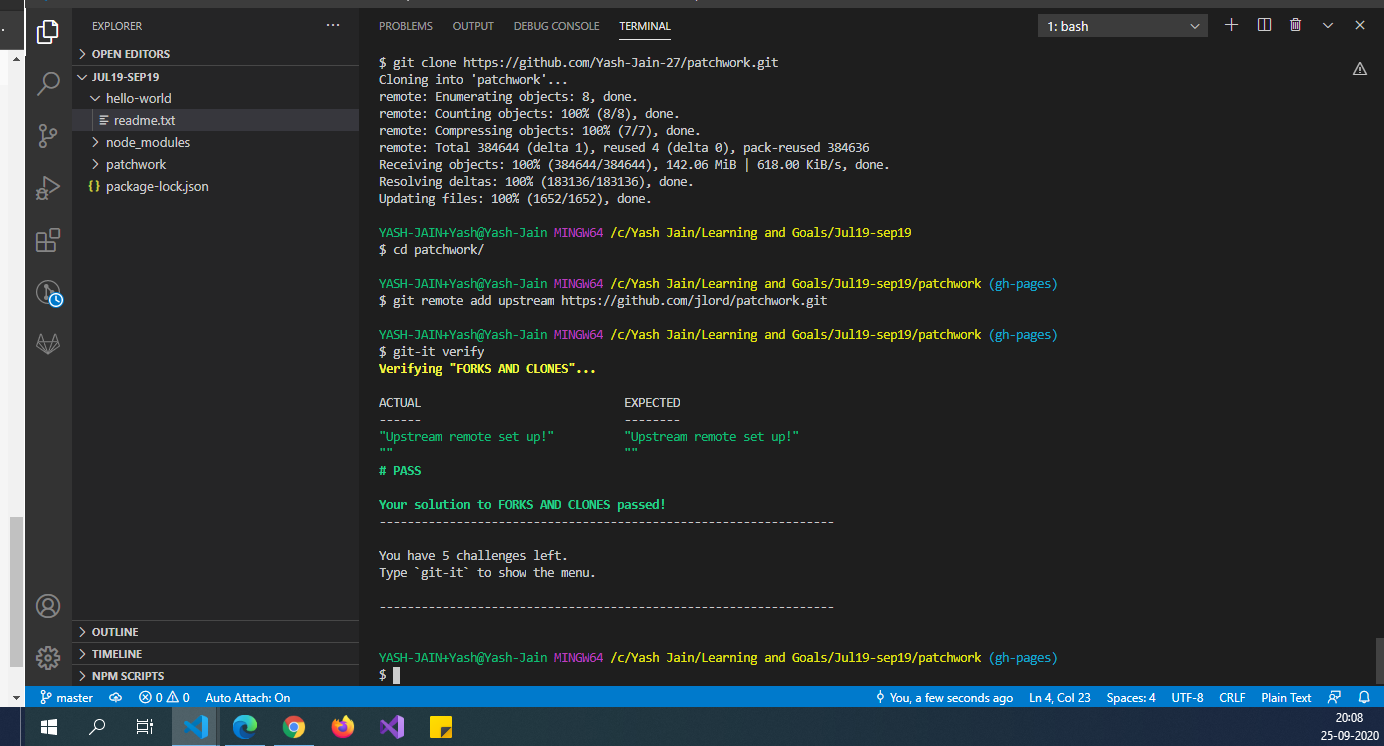 EXPLORER
···
OPEN EDITORS
JUL19-SEP19
hello-world
readme.txt
node_modules
patchwork
{} package-lock.json
OUTLINE
TIMELINE
NPM SCRIPTS
PROBLEMS OUTPUT DEBUG CONSOLE TERMINAL
1: bash
$ git clone https://github.com/Yash-Jain-27/patchwork.git
Cloning into 'patchwork'...
remote: Enumerating objects: 8, done.
remote: Counting objects: 100% (8/8), done.
remote: Compressing objects: 100% (7/7), done.
remote: Total 384644 (delta 1), reused 4 (delta 0), pack-reused 384636
Receiving objects: 100% (384644/384644), 142.06 MiB | 618.00 KiB/s, done.
Resolving deltas: 100% (183136/183136), done.
Updating files: 100% (1652/1652), done.
YASH-JAIN+Yash@Yash-Jain MINGW64 /c/Yash Jain/Learning and Goals/Jul19-sep19
$ cd patchwork/
YASH-JAIN+Yash@Yash-Jain MINGW64 /c/Yash Jain/Learning and Goals/Jul19-sep19/patchwork (gh-pages)
$ git remote add upstream https://github.com/jlord/patchwork.git
YASH-JAIN+Yash@Yash-Jain MINGW64 /c/Yash Jain/Learning and Goals/Jul19-sep19/patchwork (gh-pages)
$ git-it verify
Verifying "FORKS AND CLONES"...
ACTUAL EXPECTED
------ --------
"Upstream remote set up!" "Upstream remote set up!"
"" ""
# PASS
Your solution to FORKS AND CLONES passed!
-----------------------------------------------------------------
You have 5 challenges left.
Type `git-it` to show the menu.
-----------------------------------------------------------------
YASH-JAIN+Yash@Yash-Jain MINGW64 /c/Yash Jain/Learning and Goals/Jul19-sep19/patchwork (gh-pages)
$
master 0 0 Auto Attach: On You, a few seconds ago Ln 4, Col 23 Spaces: 4 UTF-8 CRLF Plain Text
20:08
25-09-2020